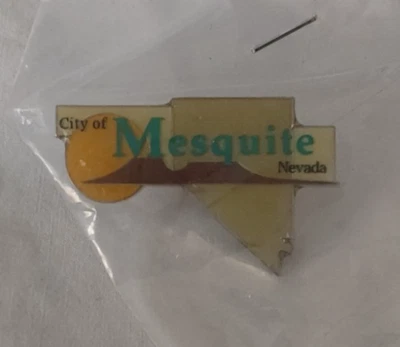 City of
Mesquite
Nevada